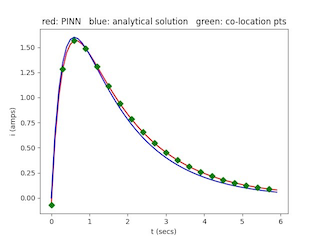 red: PINN blue: analytical solution green: co-location pts
1.50
1.25
1.00
0.75
0.50
0.25
0.00
i (amps)
0 1 2 3 4 5 6
t (secs)